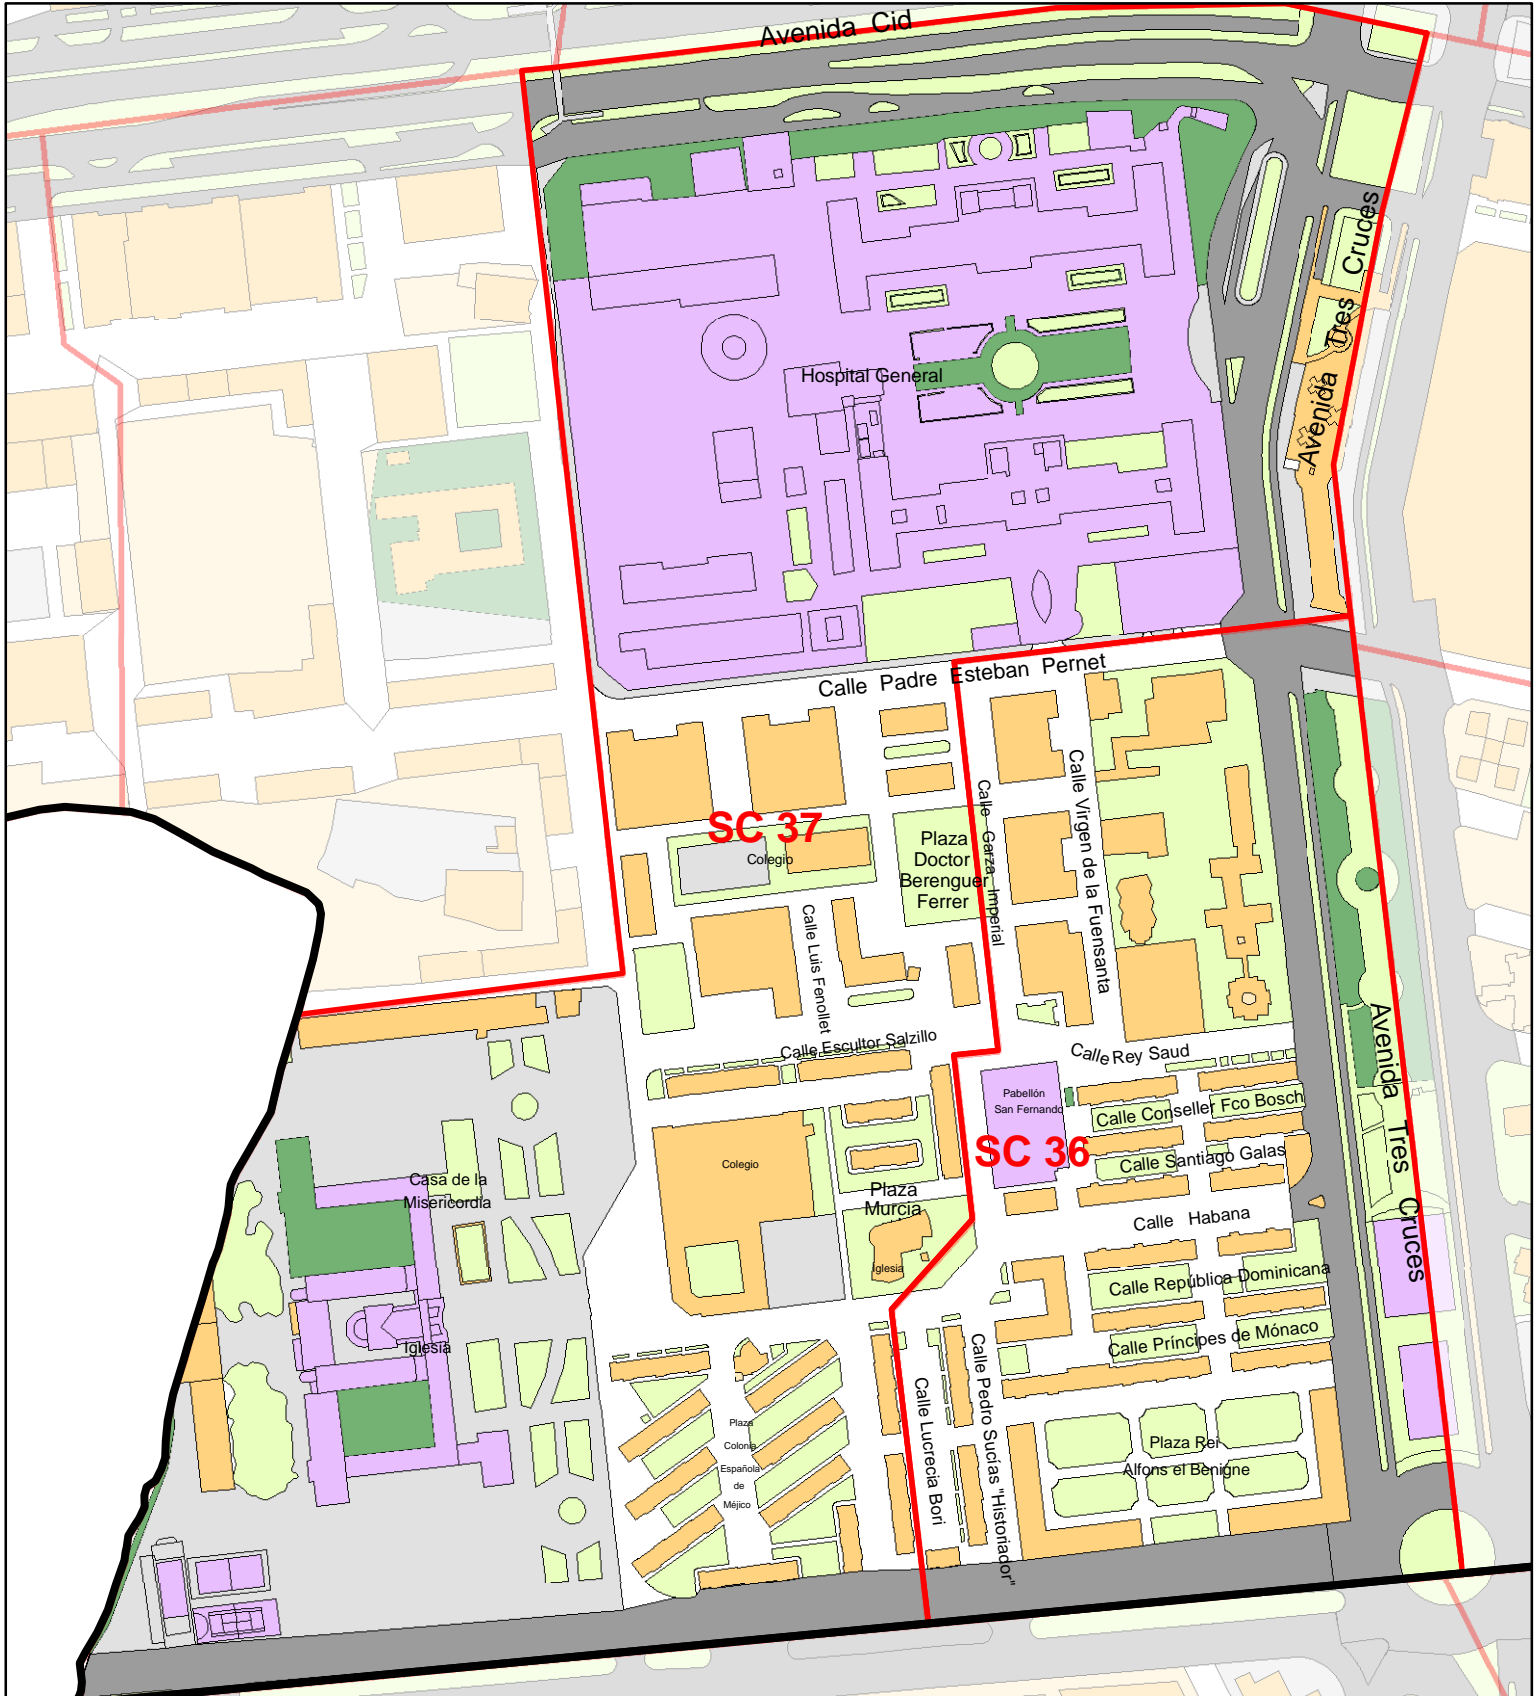 Avenida Cid
Avenida Tres Cruces
Hospital General
Calle Padre Esteban Pernet
SC 37
Colegio
Plaza
Doctor
Berenguer
Ferrer
Calle Garza Imperial
Calle Virgen de la Fuensanta
Calle Luis Fenollet
Calle Escultor Salzillo
Calle Rey Saud
Avenida Tres Cruces
Pabellón
San Fernando
Calle Conseller Fco Bosch
SC 36
Calle Santiago Galas
Colegio
Casa de la
Misericordia
Plaza
Murcia
Calle Habana
Iglesia
Calle República Dominicana
Calle Príncipes de Mónaco
Iglesia
Calle Lucrecia Bori
Calle Pedro Sucías "Historiador"
Plaza
Colonia
Española
de
Méjico
Plaza Rei
Alfons el Benigne